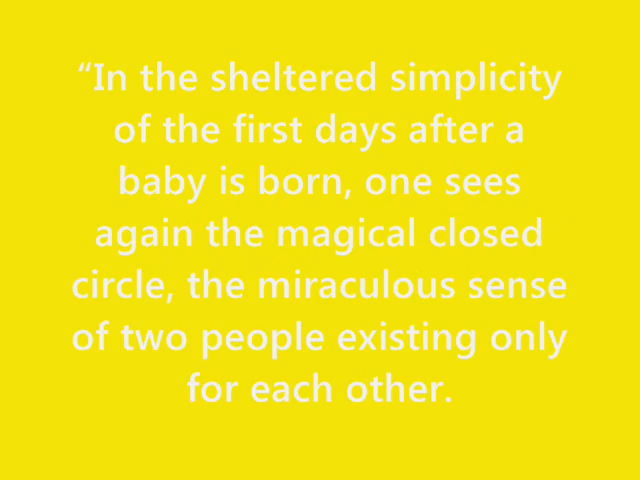 “In the sheltered simplicity
of the first days after a
baby is born, one sees
again the magical closed
circle, the miraculous sense
of two people existing only
for each other.